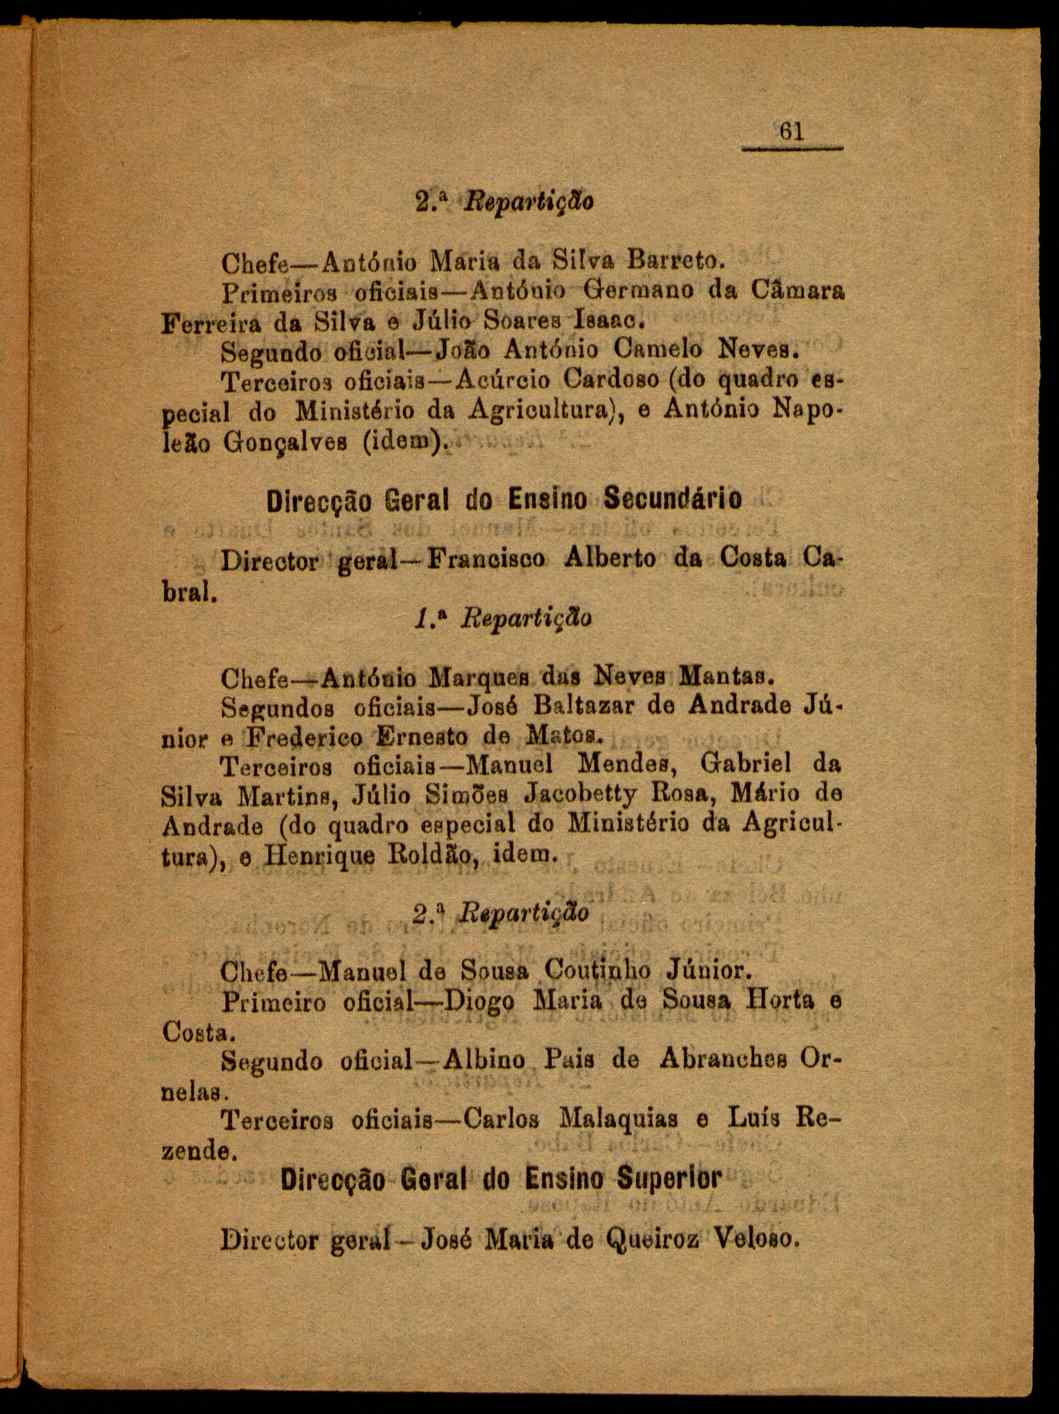 61
2.ª Repartição
Chefe—António Maria da Silva Barreto.
Primeiros oficiais—António Germano da Câmara
Ferreira da Silva e Júlio Soares Isaac.
Segundo oficial—João António Camelo Neves.
Terceiros oficiais—Acúrcio Cardoso (do quadro es-
pecial do Ministério da Agricultura), e António Napo-
leão Gonçalves (idem).
Direcção Geral do Ensino Secundário
Director geral—Francisco Alberto da Costa Ca-
bral.
1.ª Repartição
Chefe—António Marques das Neves Mantas.
Segundos oficiais—José Baltazar de Andrade Jú-
nior e Frederico Ernesto de Matos.
Terceiros oficiais—Manuel Mendes, Gabriel da
Silva Martins, Júlio Simões Jacobetty Rosa, Mário de
Andrade (do quadro especial do Ministério da Agricul-
tura), e Henrique Roldão, idem.
2.ª Repartição
Chefe—Manuel de Sousa Coutinho Júnior.
Primeiro oficial—Diogo Maria de Sousa Horta e
Costa.
Segundo oficial—Albino Pais de Abranches Or-
nelas.
Terceiros oficiais—Carlos Malaquias e Luís Re-
zende.
Direcção Geral do Ensino Superior
Director geral—José Maria de Queiroz Veloso.